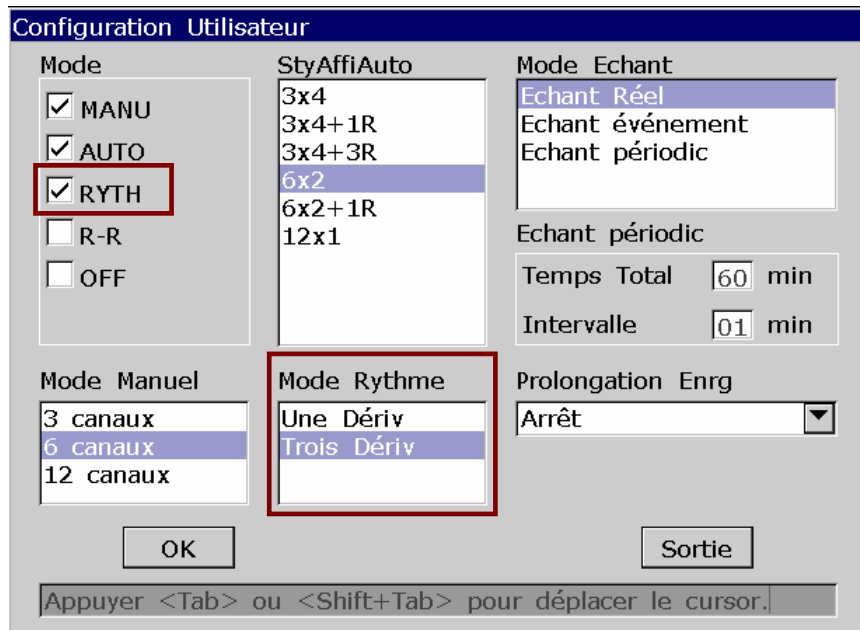 Configuration Utilisateur
Mode
MANU
AUTO
RYTH
R-R
OFF
StyAffiAuto
3x4
3x4+1R
3x4+3R
6x2
6x2+1R
12x1
Mode Echant
Echant Réel
Echant événement
Echant périodic
Echant périodic
Temps Total 60 min
Intervalle 01 min
Mode Manuel
3 canaux
6 canaux
12 canaux
Mode Rythme
Une Dériv
Trois Dériv
Prolongation Enrg
Arrêt
OK
Sortie
Appuyer <Tab> ou <Shift+Tab> pour déplacer le cursor.